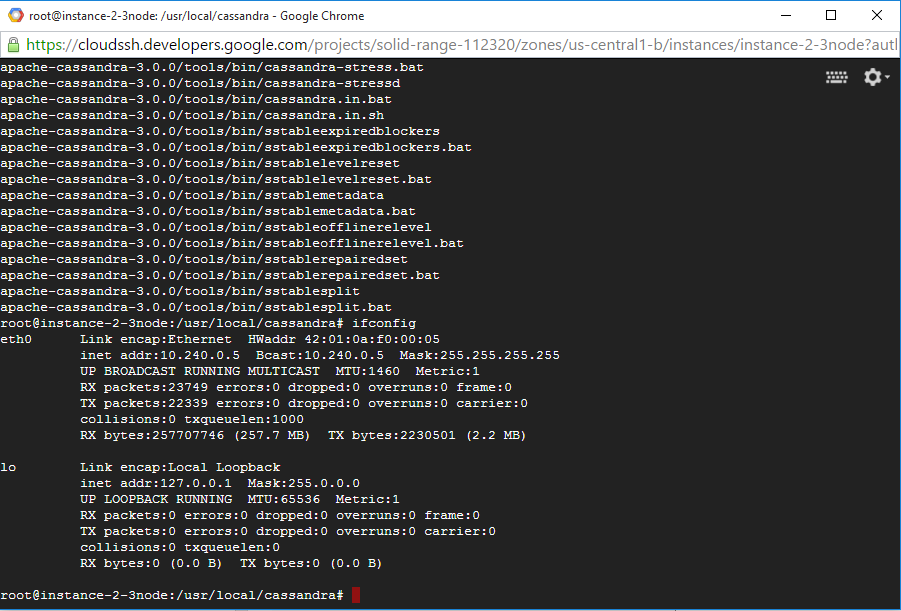 root@instance-2-3node: /usr/local/cassandra - Google Chrome
https://cloudssh.developers.google.com/projects/solid-range-112320/zones/us-central1-b/instances/instance-2-3node?autl
apache-cassandra-3.0.0/tools/bin/cassandra-stress.bat
apache-cassandra-3.0.0/tools/bin/cassandra-stressd
apache-cassandra-3.0.0/tools/bin/cassandra.in.bat
apache-cassandra-3.0.0/tools/bin/cassandra.in.sh
apache-cassandra-3.0.0/tools/bin/sstableexpiredblockers
apache-cassandra-3.0.0/tools/bin/sstableexpiredblockers.bat
apache-cassandra-3.0.0/tools/bin/sstablelevelreset
apache-cassandra-3.0.0/tools/bin/sstablelevelreset.bat
apache-cassandra-3.0.0/tools/bin/sstablemetadata
apache-cassandra-3.0.0/tools/bin/sstablemetadata.bat
apache-cassandra-3.0.0/tools/bin/sstableofflinerelevel
apache-cassandra-3.0.0/tools/bin/sstableofflinerelevel.bat
apache-cassandra-3.0.0/tools/bin/sstablerepairedset
apache-cassandra-3.0.0/tools/bin/sstablerepairedset.bat
apache-cassandra-3.0.0/tools/bin/sstablesplit
apache-cassandra-3.0.0/tools/bin/sstablesplit.bat
root@instance-2-3node:/usr/local/cassandra# ifconfig
eth0      Link encap:Ethernet  HWaddr 42:01:0a:f0:00:05
          inet addr:10.240.0.5  Bcast:10.240.0.5  Mask:255.255.255.255
          UP BROADCAST RUNNING MULTICAST  MTU:1460  Metric:1
          RX packets:23749 errors:0 dropped:0 overruns:0 frame:0
          TX packets:22339 errors:0 dropped:0 overruns:0 carrier:0
          collisions:0 txqueuelen:1000
          RX bytes:257707746 (257.7 MB)  TX bytes:2230501 (2.2 MB)
lo        Link encap:Local Loopback
          inet addr:127.0.0.1  Mask:255.0.0.0
          UP LOOPBACK RUNNING  MTU:65536  Metric:1
          RX packets:0 errors:0 dropped:0 overruns:0 frame:0
          TX packets:0 errors:0 dropped:0 overruns:0 carrier:0
          collisions:0 txqueuelen:0
          RX bytes:0 (0.0 B)  TX bytes:0 (0.0 B)
root@instance-2-3node:/usr/local/cassandra#